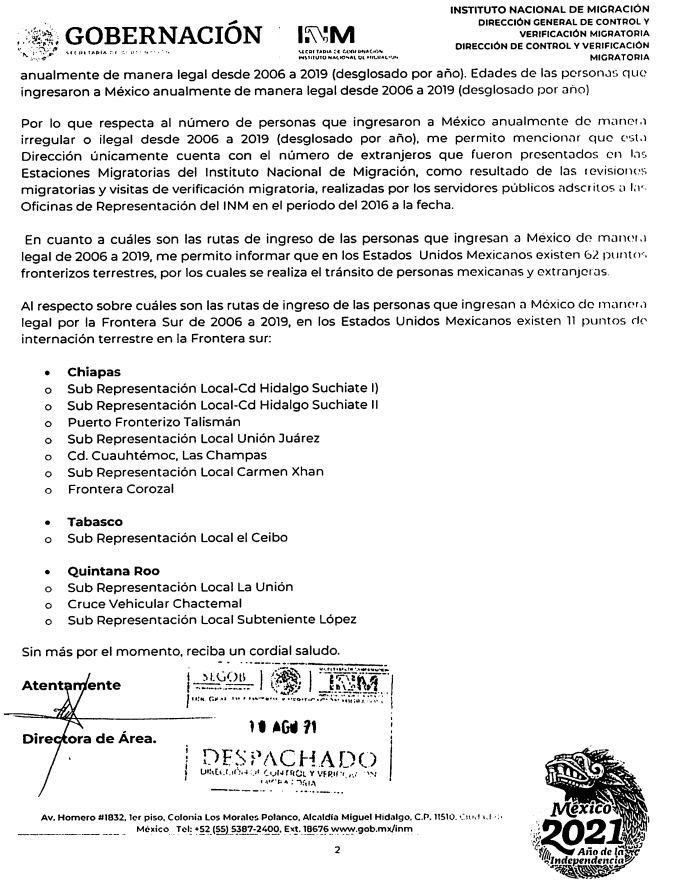 GOBERNACIÓN
SECRETARÍA DE GOBERNACIÓN
INM
SECRETARÍA DE GOBERNACIÓN
INSTITUTO NACIONAL DE MIGRACIÓN
INSTITUTO NACIONAL DE MIGRACIÓN
DIRECCIÓN GENERAL DE CONTROL Y
VERIFICACIÓN MIGRATORIA
DIRECCIÓN DE CONTROL Y VERIFICACIÓN
MIGRATORIA
anualmente de manera legal desde 2006 a 2019 (desglosado por año). Edades de las personas que
ingresaron a México anualmente de manera legal desde 2006 a 2019 (desglosado por año)
Por lo que respecta al número de personas que ingresaron a México anualmente de manera
irregular o ilegal desde 2006 a 2019 (desglosado por año), me permito mencionar que esta
Dirección únicamente cuenta con el número de extranjeros que fueron presentados en las
Estaciones Migratorias del Instituto Nacional de Migración, como resultado de las revisiones
migratorias y visitas de verificación migratoria, realizadas por los servidores públicos adscritos a las
Oficinas de Representación del INM en el periodo del 2016 a la fecha.
En cuanto a cuáles son las rutas de ingreso de las personas que ingresan a México de manera
legal de 2006 a 2019, me permito informar que en los Estados Unidos Mexicanos existen 62 puntos
fronterizos terrestres, por los cuales se realiza el tránsito de personas mexicanas y extranjeras.
Al respecto sobre cuáles son las rutas de ingreso de las personas que ingresan a México de manera
legal por la Frontera Sur de 2006 a 2019, en los Estados Unidos Mexicanos existen 11 puntos de
internación terrestre en la Frontera sur:
• Chiapas
o Sub Representación Local-Cd Hidalgo Suchiate I)
o Sub Representación Local-Cd Hidalgo Suchiate II
o Puerto Fronterizo Talismán
o Sub Representación Local Unión Juárez
o Cd. Cuauhtémoc, Las Champas
o Sub Representación Local Carmen Xhan
o Frontera Corozal
• Tabasco
o Sub Representación Local el Ceibo
• Quintana Roo
o Sub Representación Local La Unión
o Cruce Vehicular Chactemal
o Sub Representación Local Subteniente López
Sin más por el momento, reciba un cordial saludo.
Atentamente
Directora de Área.
SEGOB
INM
10 AGO 21
DESPACHADO
DIRECCIÓN DE CONTROL Y VERIFICACIÓN
MIGRATORIA
Av. Homero #1832, 1er piso, Colonia Los Morales Polanco, Alcaldía Miguel Hidalgo, C.P. 11510, Ciudad de
México Tel: +52 (55) 5387-2400, Ext. 18676 www.gob.mx/inm
2
México
2021
Año de la
Independencia